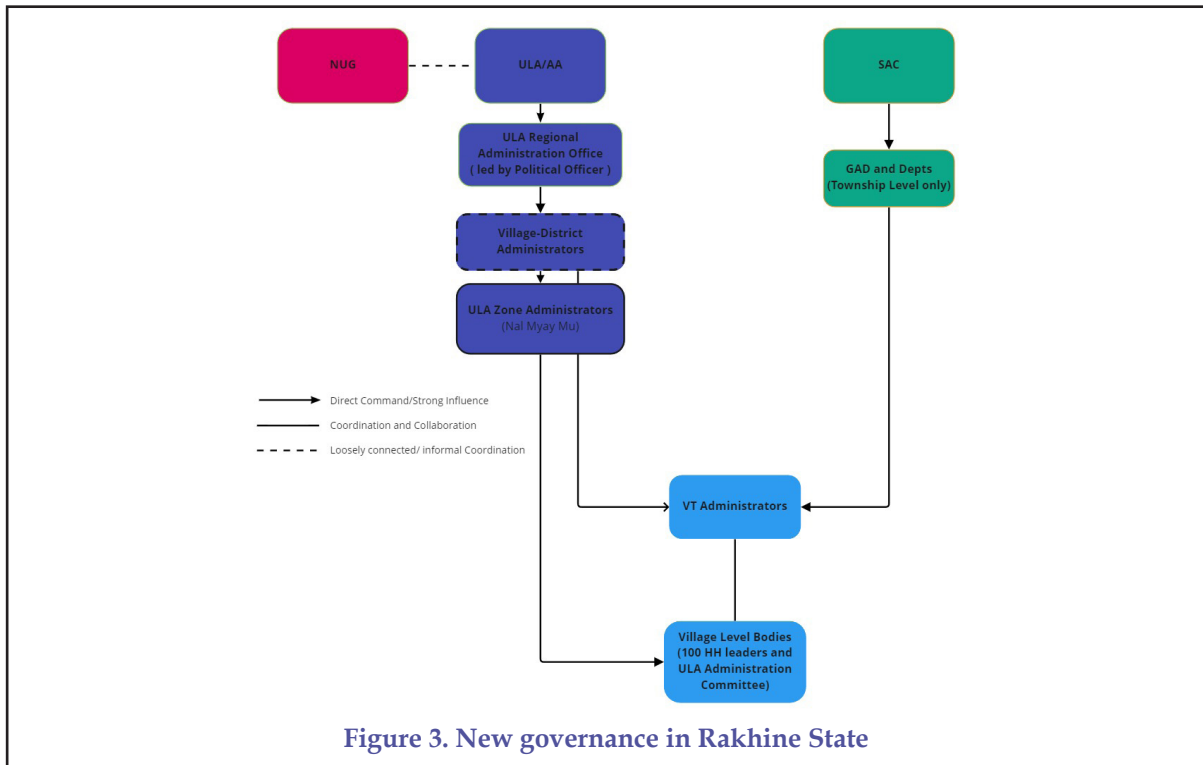 NUG
ULA/AA
SAC
ULA Regional
Administration Office
( led by Political Officer )
GAD and Depts
(Township Level only)
Village-District
Administrators
ULA Zone Administrators
(Nal Myay Mu)
Direct Command/Strong Influence
Coordination and Collaboration
Loosely connected/ informal Coordination
VT Administrators
Village Level Bodies
(100 HH leaders and
ULA Administration
Committee)
Figure 3. New governance in Rakhine State